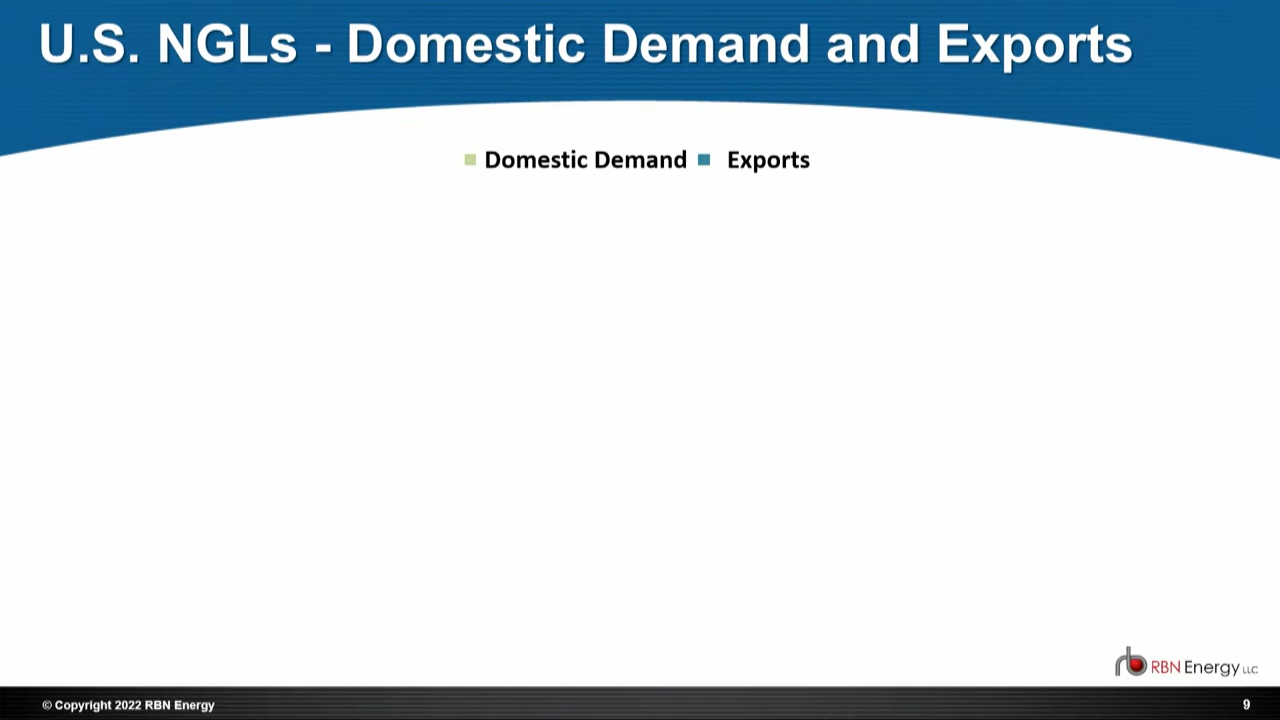 U.S. NGLs - Domestic Demand and Exports
Domestic Demand Exports
RBN Energy LLC
© Copyright 2022 RBN Energy 9